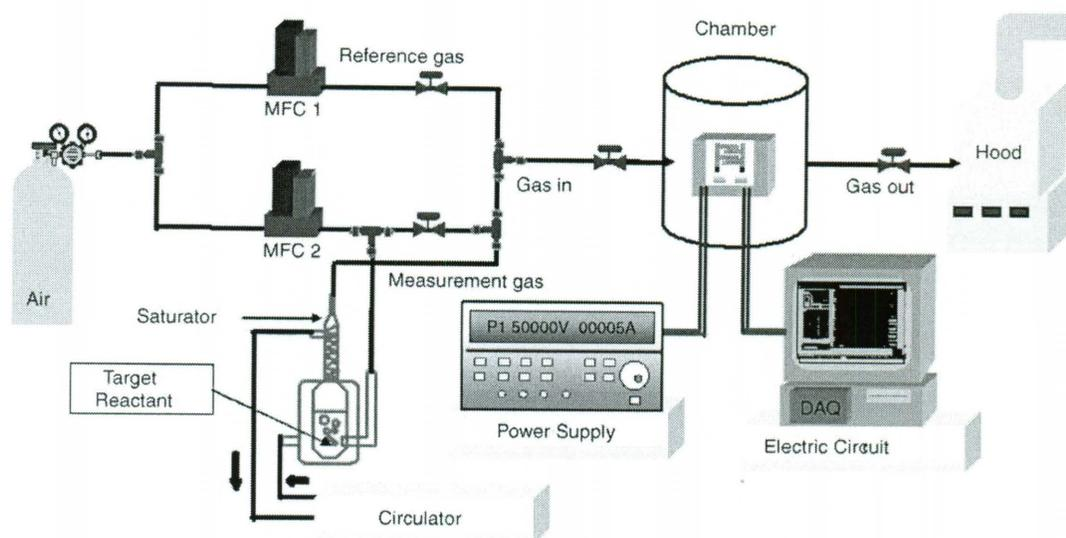 Chamber
Reference gas
MFC 1
Hood
Gas in
Gas out
MFC 2
Measurement gas
Air
Saturator
P1 50000V 00005A
Target
Reactant
DAQ
Power Supply
Electric Circuit
Circulator